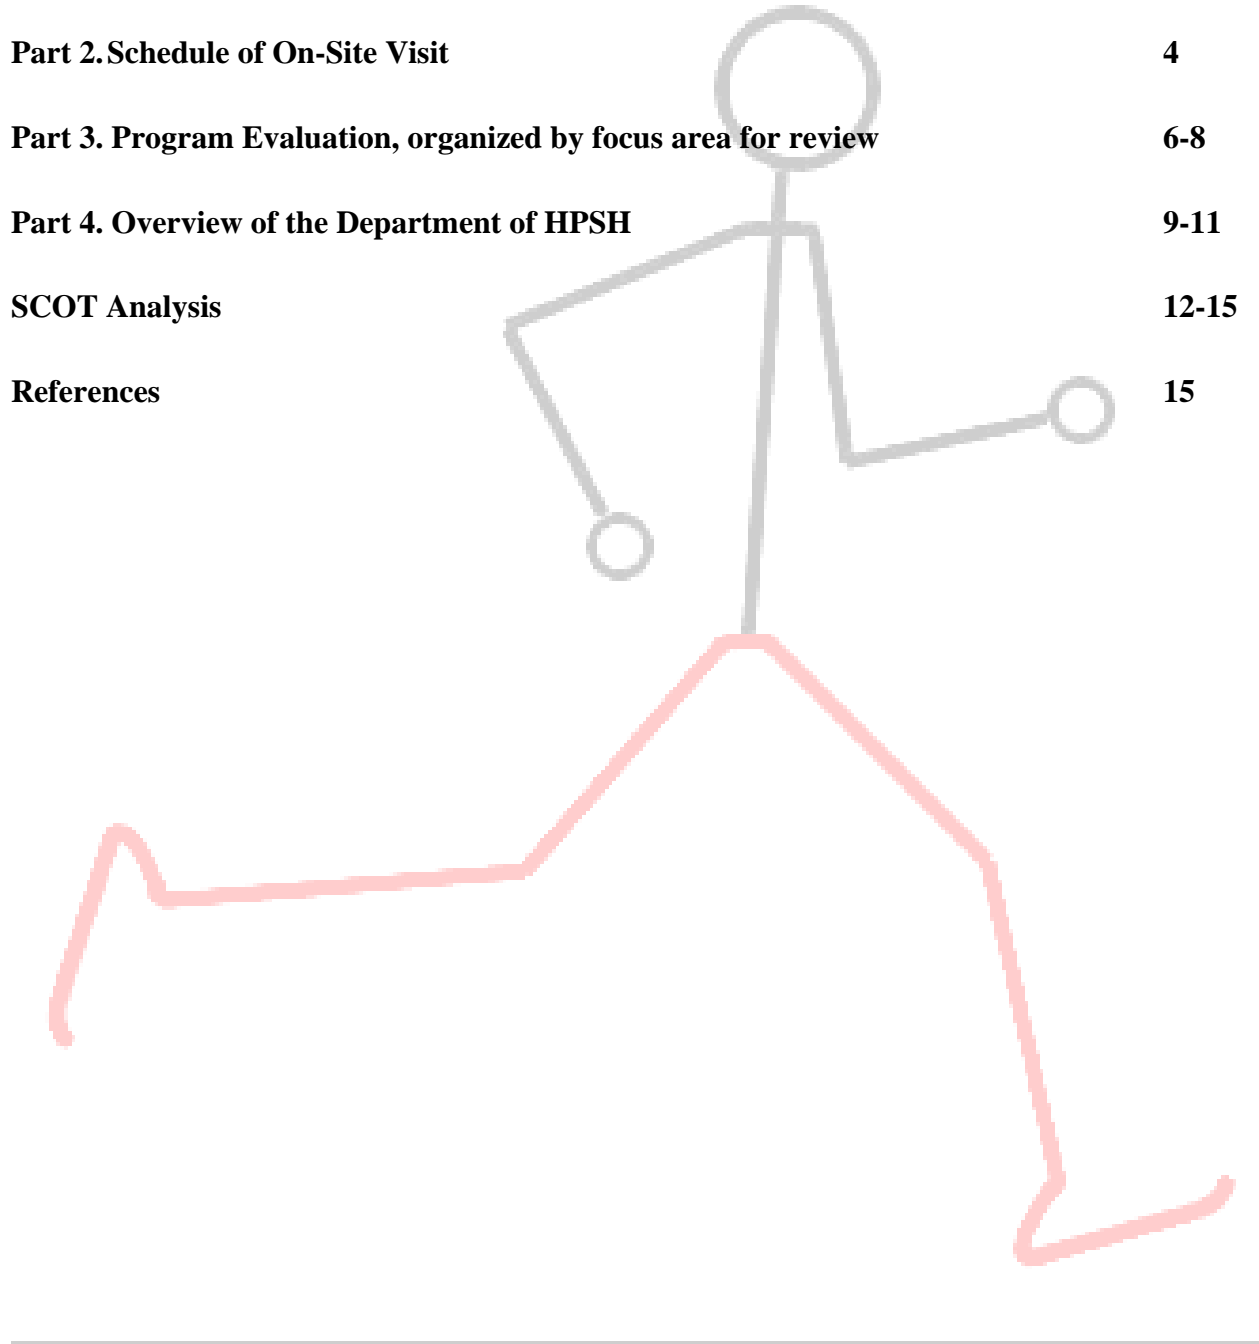 Part 2. Schedule of On-Site Visit 4
Part 3. Program Evaluation, organized by focus area for review 6-8
Part 4. Overview of the Department of HPSH 9-11
SCOT Analysis 12-15
References 15